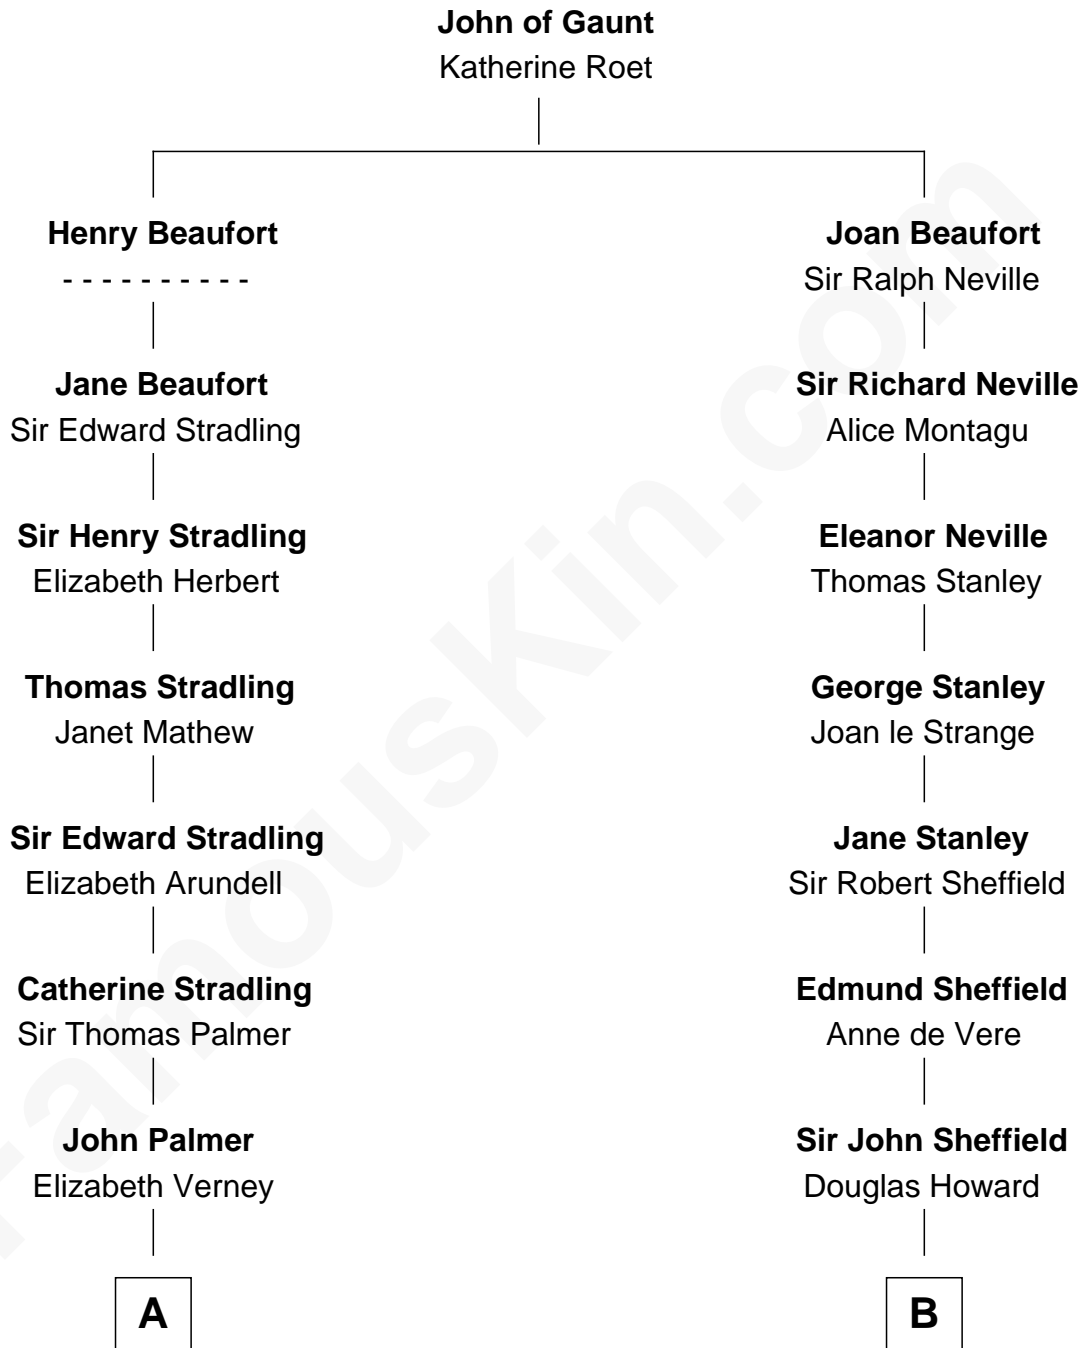 John of Gaunt
Katherine Roet
Henry Beaufort
- - - - - - - - - -
Jane Beaufort
Sir Edward Stradling
Sir Henry Stradling
Elizabeth Herbert
Thomas Stradling
Janet Mathew
Sir Edward Stradling
Elizabeth Arundell
Catherine Stradling
Sir Thomas Palmer
John Palmer
Elizabeth Verney
A
Joan Beaufort
Sir Ralph Neville
Sir Richard Neville
Alice Montagu
Eleanor Neville
Thomas Stanley
George Stanley
Joan le Strange
Jane Stanley
Sir Robert Sheffield
Edmund Sheffield
Anne de Vere
Sir John Sheffield
Douglas Howard
B
FamousKin.com